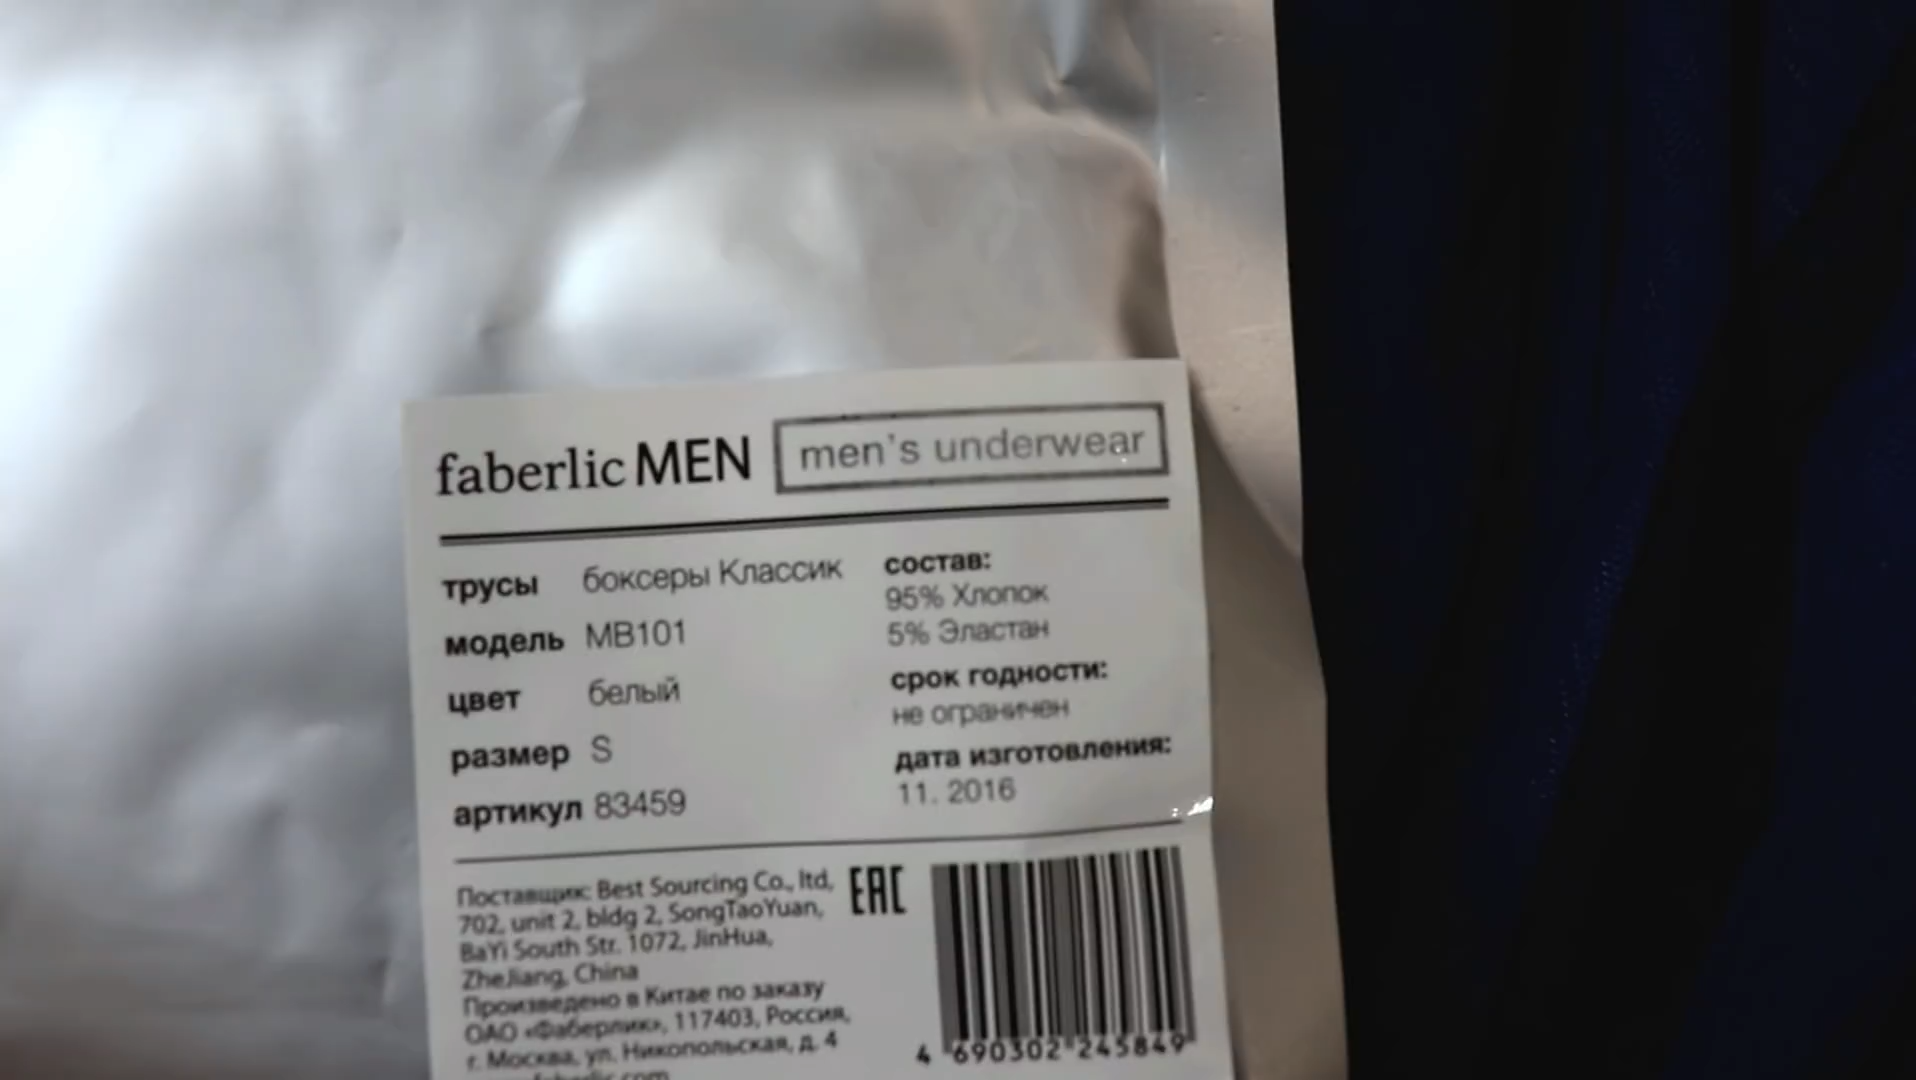 faberlic MEN men's underwear
трусы боксеры Классик
модель MB101
цвет белый
размер S
артикул 83459
состав:
95% Хлопок
5% Эластан
срок годности:
не ограничен
дата изготовления:
11. 2016
Поставщик: Best Sourcing Co., ltd,
702, unit 2, bldg 2, SongTaoYuan,
BaYi South Str. 1072, JinHua,
ZheJiang, China
Произведено в Китае по заказу
ОАО «Фаберлик», 117403, Россия,
г. Москва, ул. Никопольская, д. 4
EAC
4 690302 245849